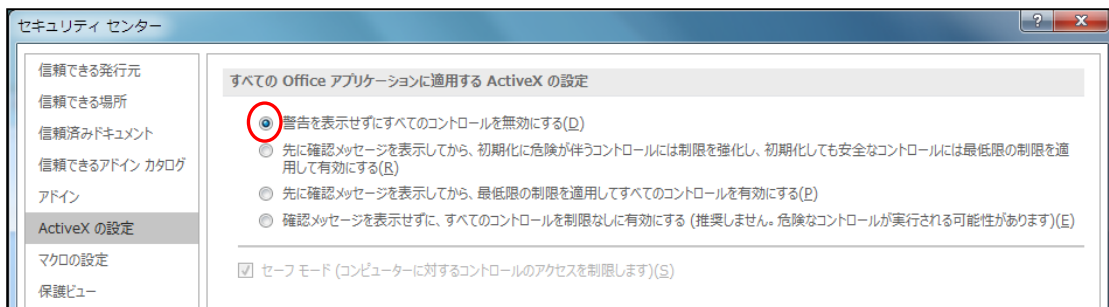 セキュリティ センター
信頼できる発行元
信頼できる場所
信頼済みドキュメント
信頼できるアドイン カタログ
アドイン
ActiveX の設定
マクロの設定
保護ビュー
すべての Office アプリケーションに適用する ActiveX の設定
警告を表示せずにすべてのコントロールを無効にする(D)
先に確認メッセージを表示してから、初期化に危険が伴うコントロールには制限を強化し、初期化しても安全なコントロールには最低限の制限を適
用して有効にする(R)
先に確認メッセージを表示してから、最低限の制限を適用してすべてのコントロールを有効にする(P)
確認メッセージを表示せずに、すべてのコントロールを制限なしに有効にする (推奨しません。危険なコントロールが実行される可能性があります)(E)
セーフ モード (コンピューターに対するコントロールのアクセスを制限します)(S)